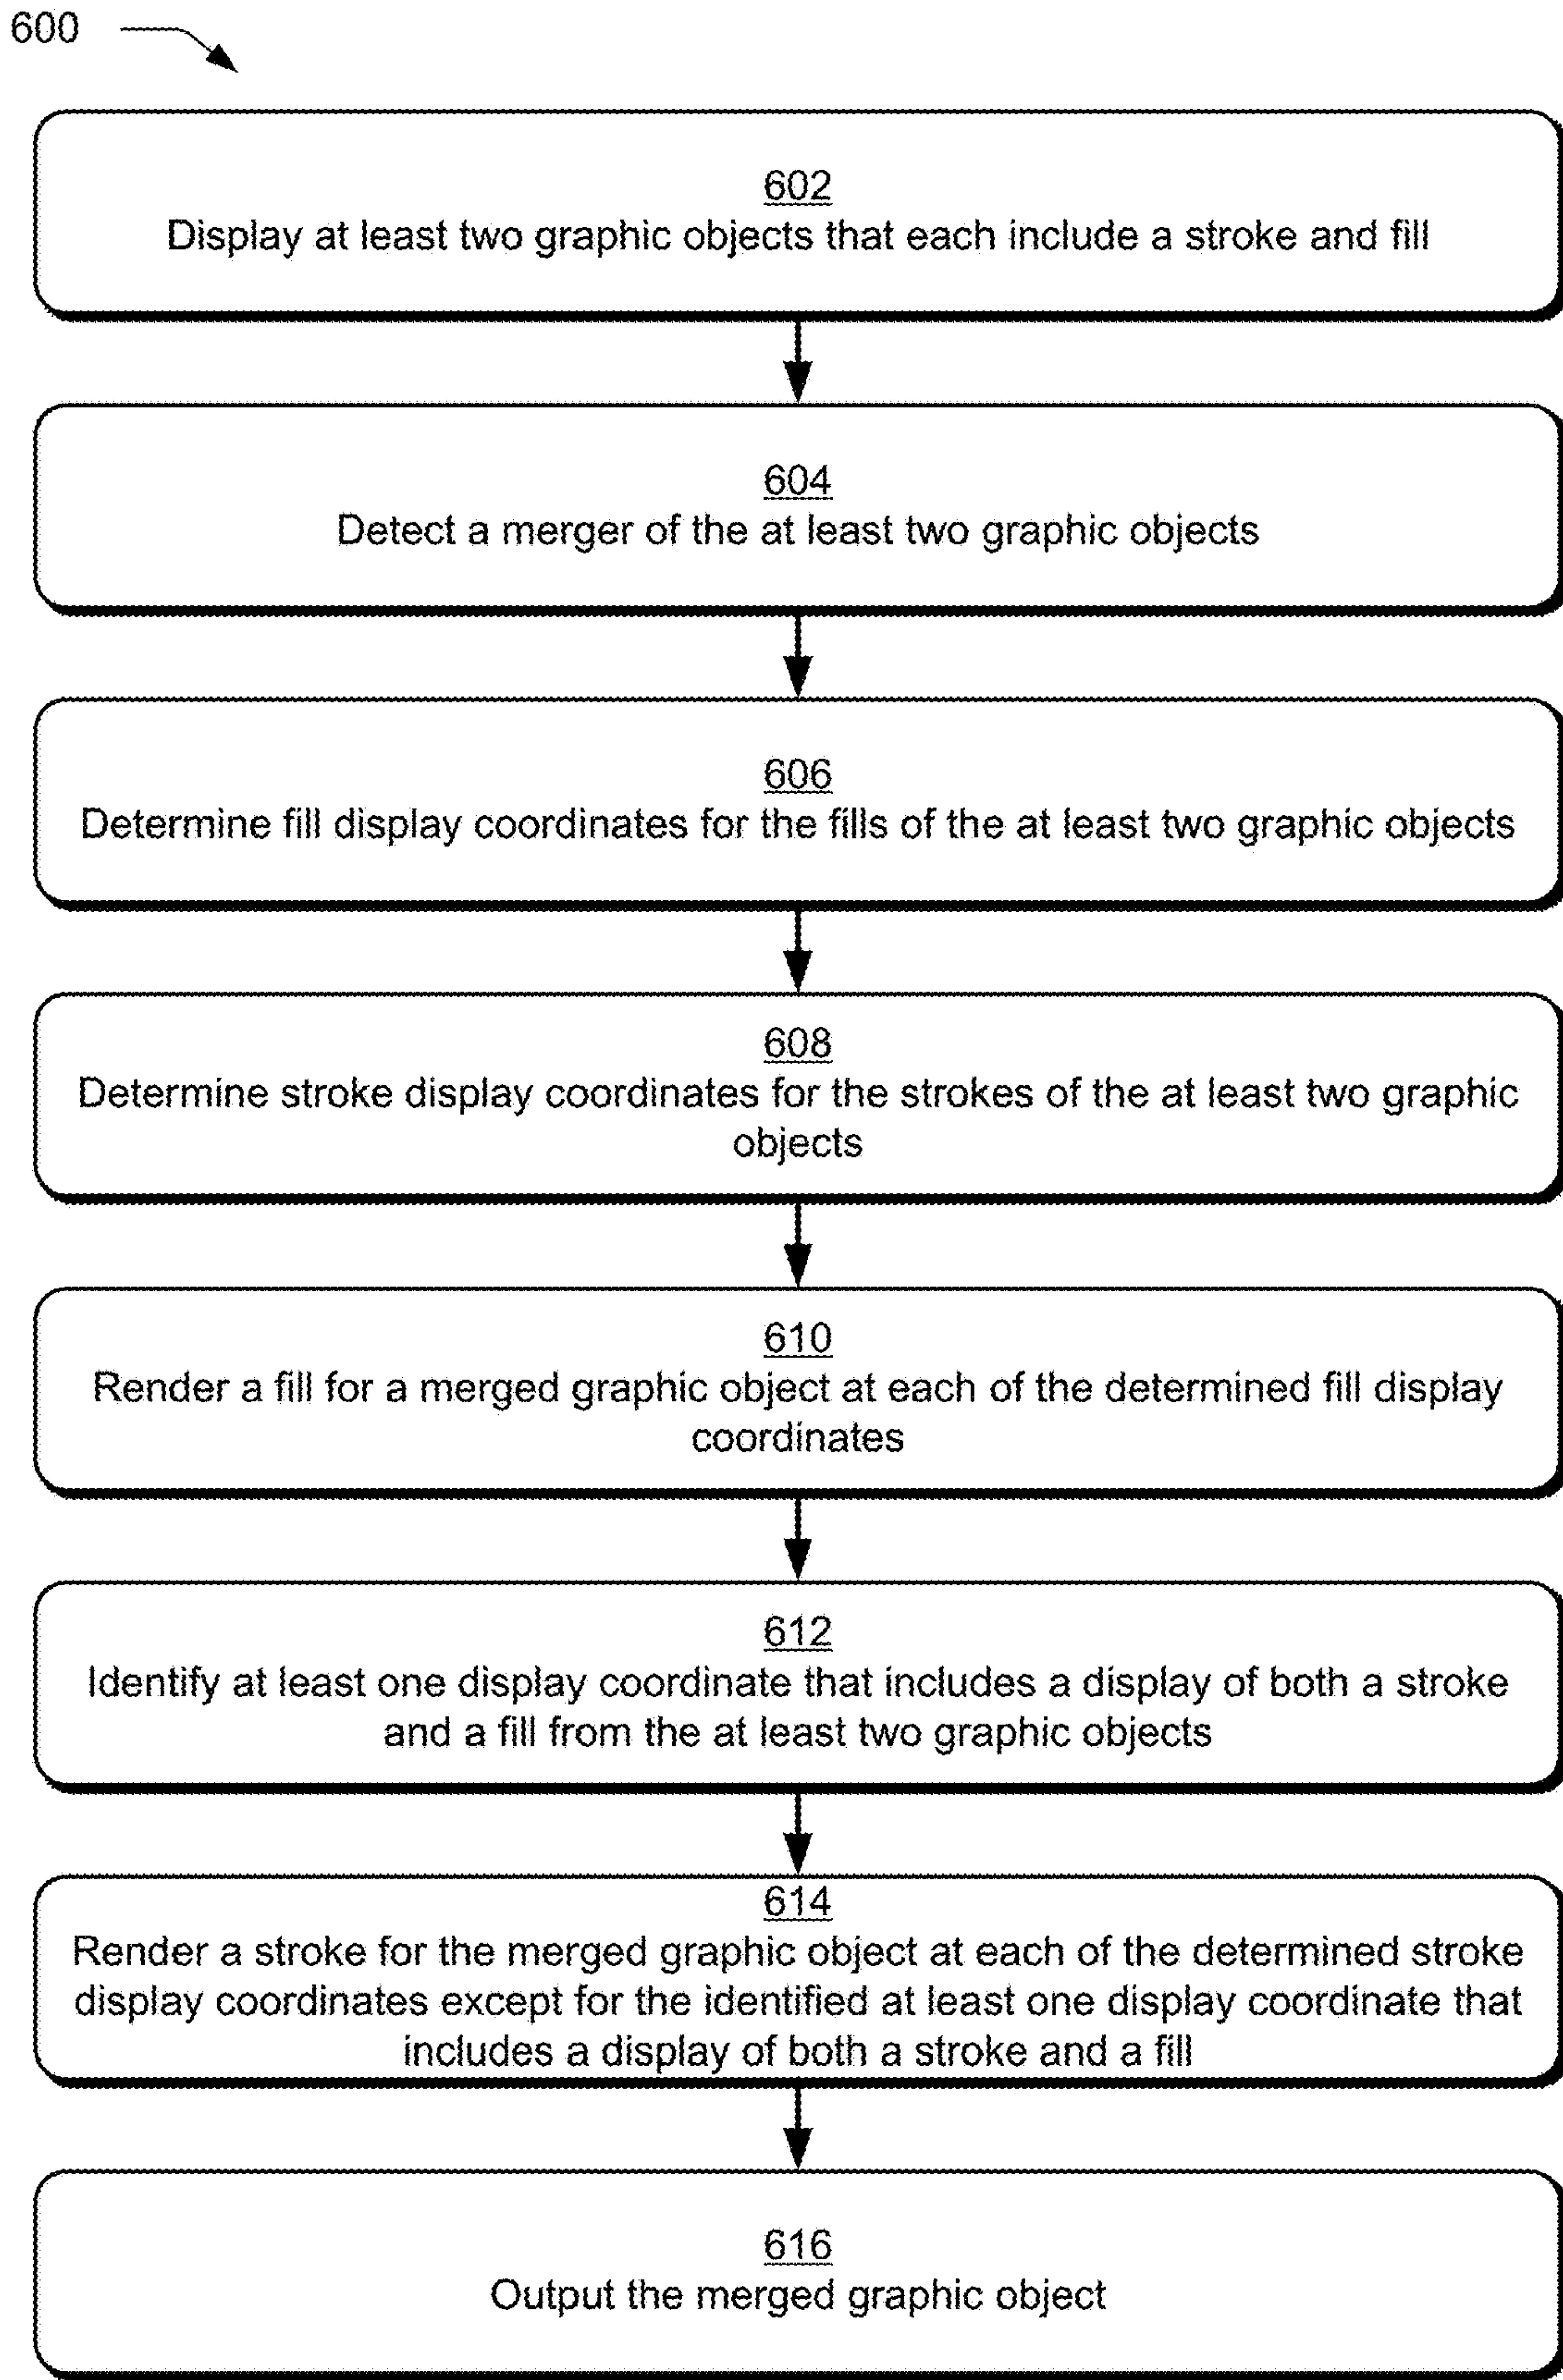 600
602
Display at least two graphic objects that each include a stroke and fill
604
Detect a merger of the at least two graphic objects
606
Determine fill display coordinates for the fills of the at least two graphic objects
608
Determine stroke display coordinates for the strokes of the at least two graphic
objects
610
Render a fill for a merged graphic object at each of the determined fill display
coordinates
612
Identify at least one display coordinate that includes a display of both a stroke
and a fill from the at least two graphic objects
614
Render a stroke for the merged graphic object at each of the determined stroke
display coordinates except for the identified at least one display coordinate that
includes a display of both a stroke and a fill
616
Output the merged graphic object